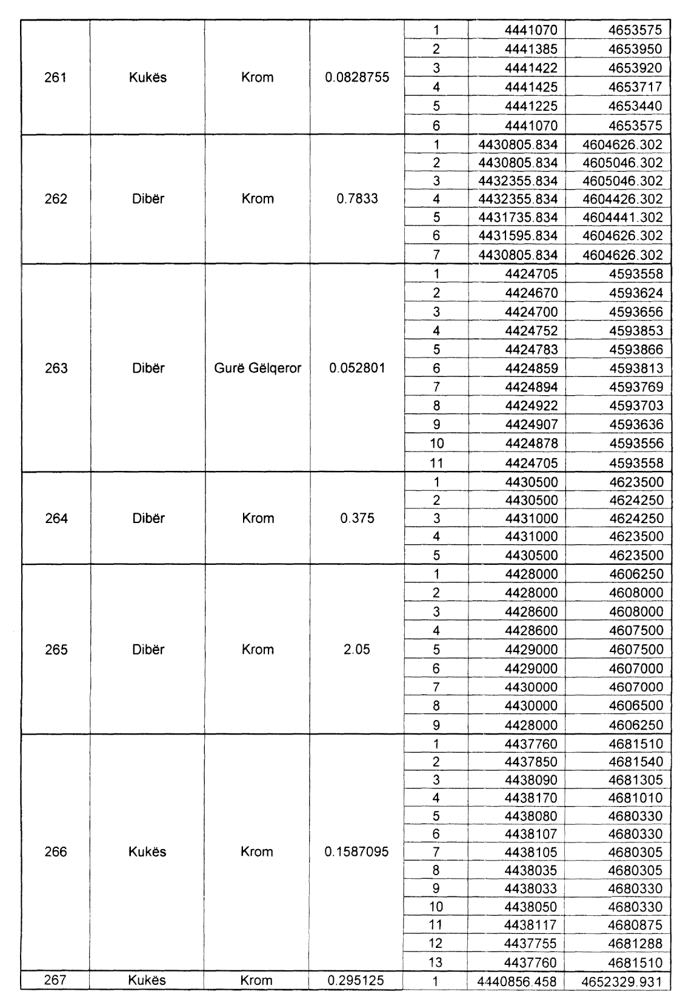 261 Kukës Krom 0.0828755 1 4441070 4653575
2 4441385 4653950
3 4441422 4653920
4 4441425 4653717
5 4441225 4653440
6 4441070 4653575
262 Dibër Krom 0.7833 1 4430805.834 4604626.302
2 4430805.834 4605046.302
3 4432355.834 4605046.302
4 4432355.834 4604426.302
5 4431735.834 4604441.302
6 4431595.834 4604626.302
7 4430805.834 4604626.302
263 Dibër Gurë Gëlqeror 0.052801 1 4424705 4593558
2 4424670 4593624
3 4424700 4593656
4 4424752 4593853
5 4424783 4593866
6 4424859 4593813
7 4424894 4593769
8 4424922 4593703
9 4424907 4593636
10 4424878 4593556
11 4424705 4593558
264 Dibër Krom 0.375 1 4430500 4623500
2 4430500 4624250
3 4431000 4624250
4 4431000 4623500
5 4430500 4623500
265 Dibër Krom 2.05 1 4428000 4606250
2 4428000 4608000
3 4428600 4608000
4 4428600 4607500
5 4429000 4607500
6 4429000 4607000
7 4430000 4607000
8 4430000 4606500
9 4428000 4606250
266 Kukës Krom 0.1587095 1 4437760 4681510
2 4437850 4681540
3 4438090 4681305
4 4438170 4681010
5 4438080 4680330
6 4438107 4680330
7 4438105 4680305
8 4438035 4680305
9 4438033 4680330
10 4438050 4680330
11 4438117 4680875
12 4437755 4681288
13 4437760 4681510
267 Kukës Krom 0.295125 1 4440856.458 4652329.931